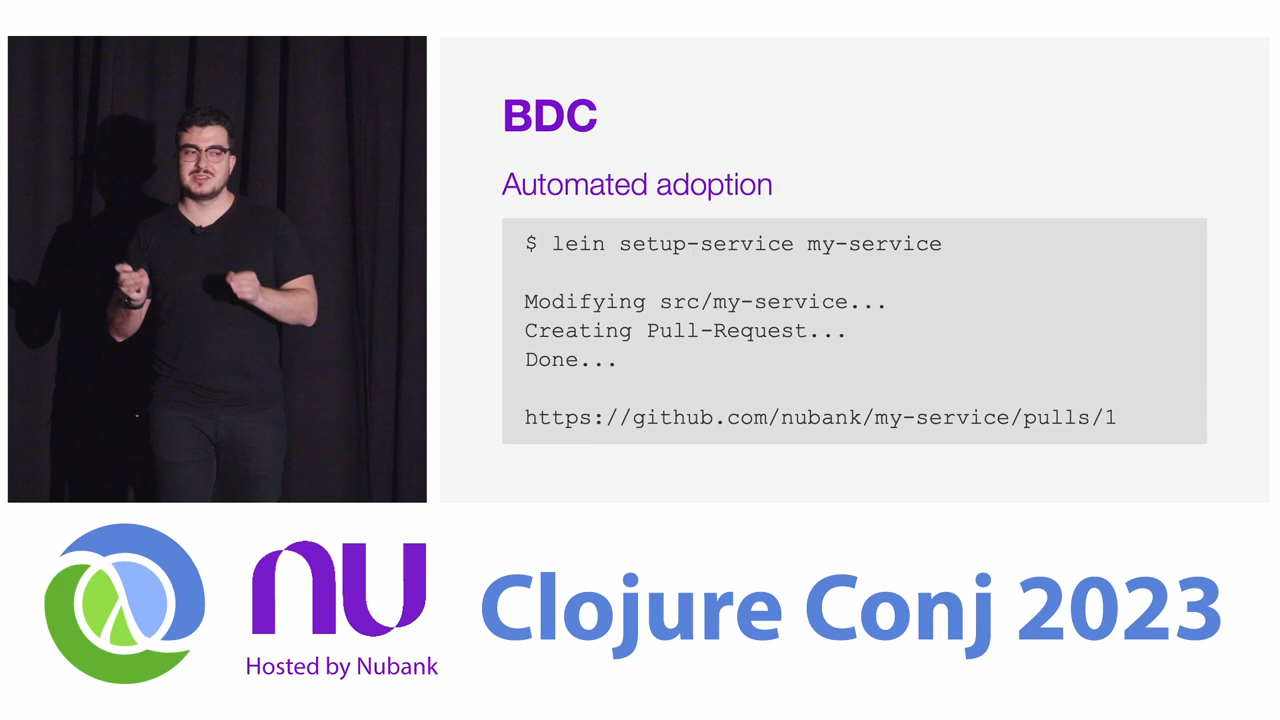 BDC
Automated adoption
$ lein setup-service my-service
Modifying src/my-service...
Creating Pull-Request...
Done...
https://github.com/nubank/my-service/pulls/1
nu
Hosted by Nubank
Clojure Conj 2023